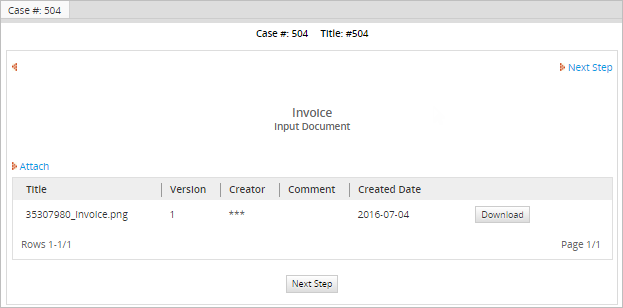 Case #: 504
Case #: 504 Title: #504
Next Step
Invoice
Input Document
Attach
Title Version Creator Comment Created Date
35307980_Invoice.png 1 *** 2016-07-04 Download
Rows 1-1/1 Page 1/1
Next Step